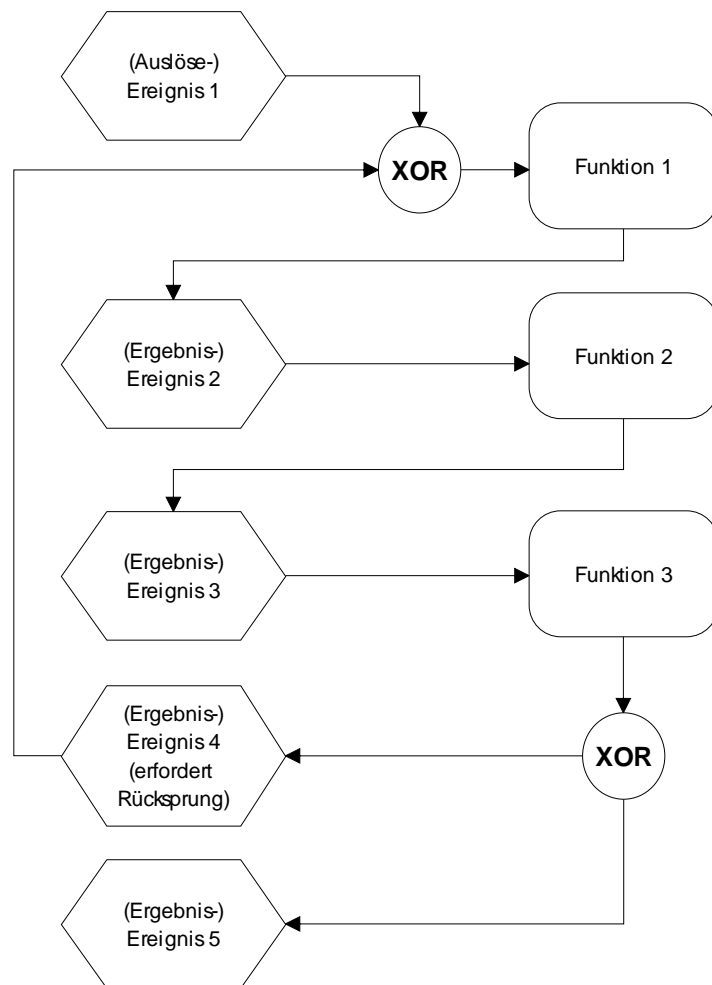 (Auslöse-)
Ereignis 1
XOR
Funktion 1
(Ergebnis-)
Ereignis 2
Funktion 2
(Ergebnis-)
Ereignis 3
Funktion 3
(Ergebnis-)
Ereignis 4
(erfordert
Rücksprung)
XOR
(Ergebnis-)
Ereignis 5